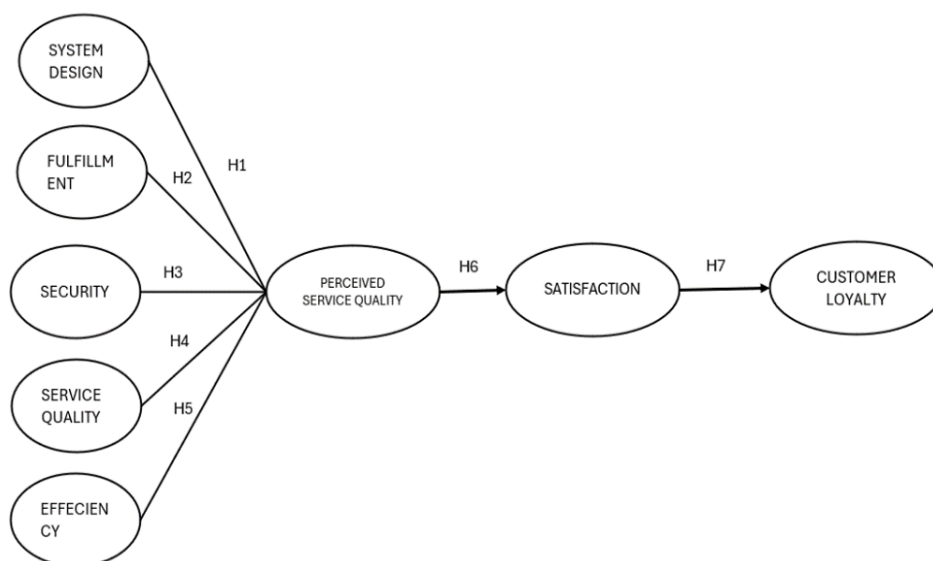 SYSTEM
DESIGN
H1
FULFILLM
ENT
H2
SECURITY
H3
PERCEIVED
SERVICE QUALITY
H6
SATISFACTION
H7
CUSTOMER
LOYALTY
H4
SERVICE
QUALITY
H5
EFFECIEN
CY